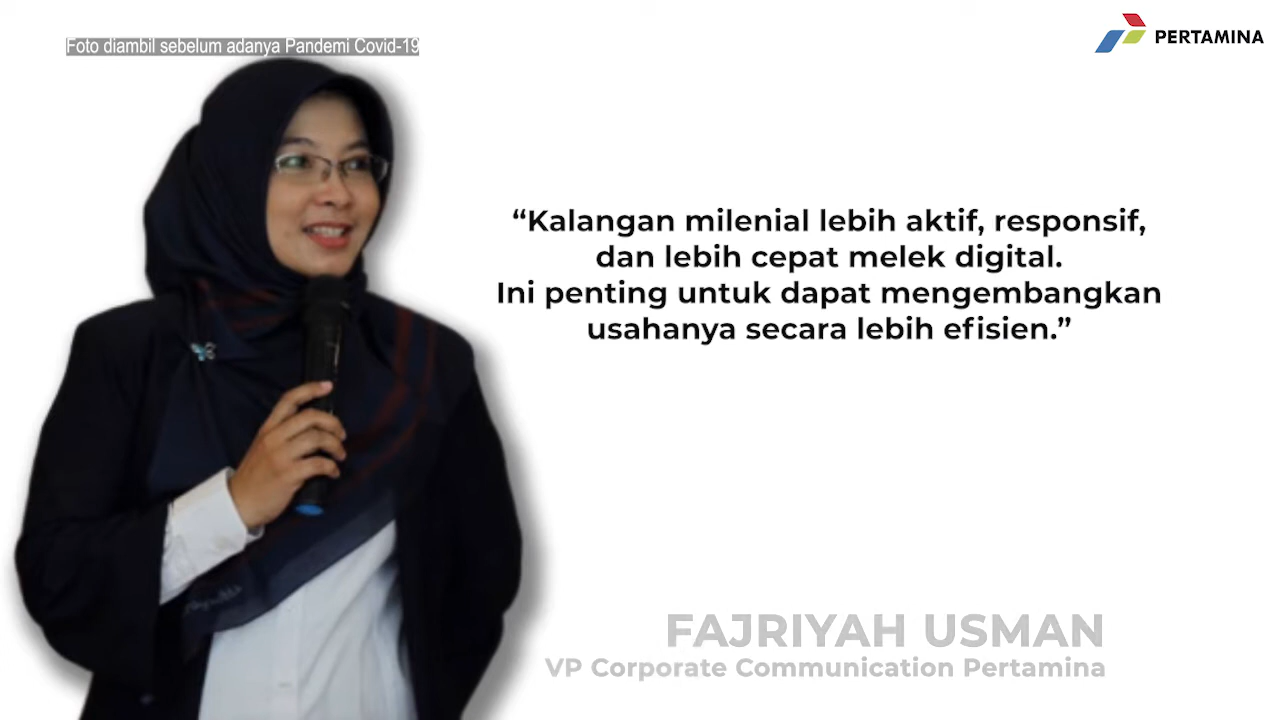 Foto diambil sebelum adanya Pandemi Covid-19
PERTAMINA
“Kalangan milenial lebih aktif, responsif,
dan lebih cepat melek digital.
Ini penting untuk dapat mengembangkan
usahanya secara lebih efisien.”
FAJRIYAH USMAN
VP Corporate Communication Pertamina